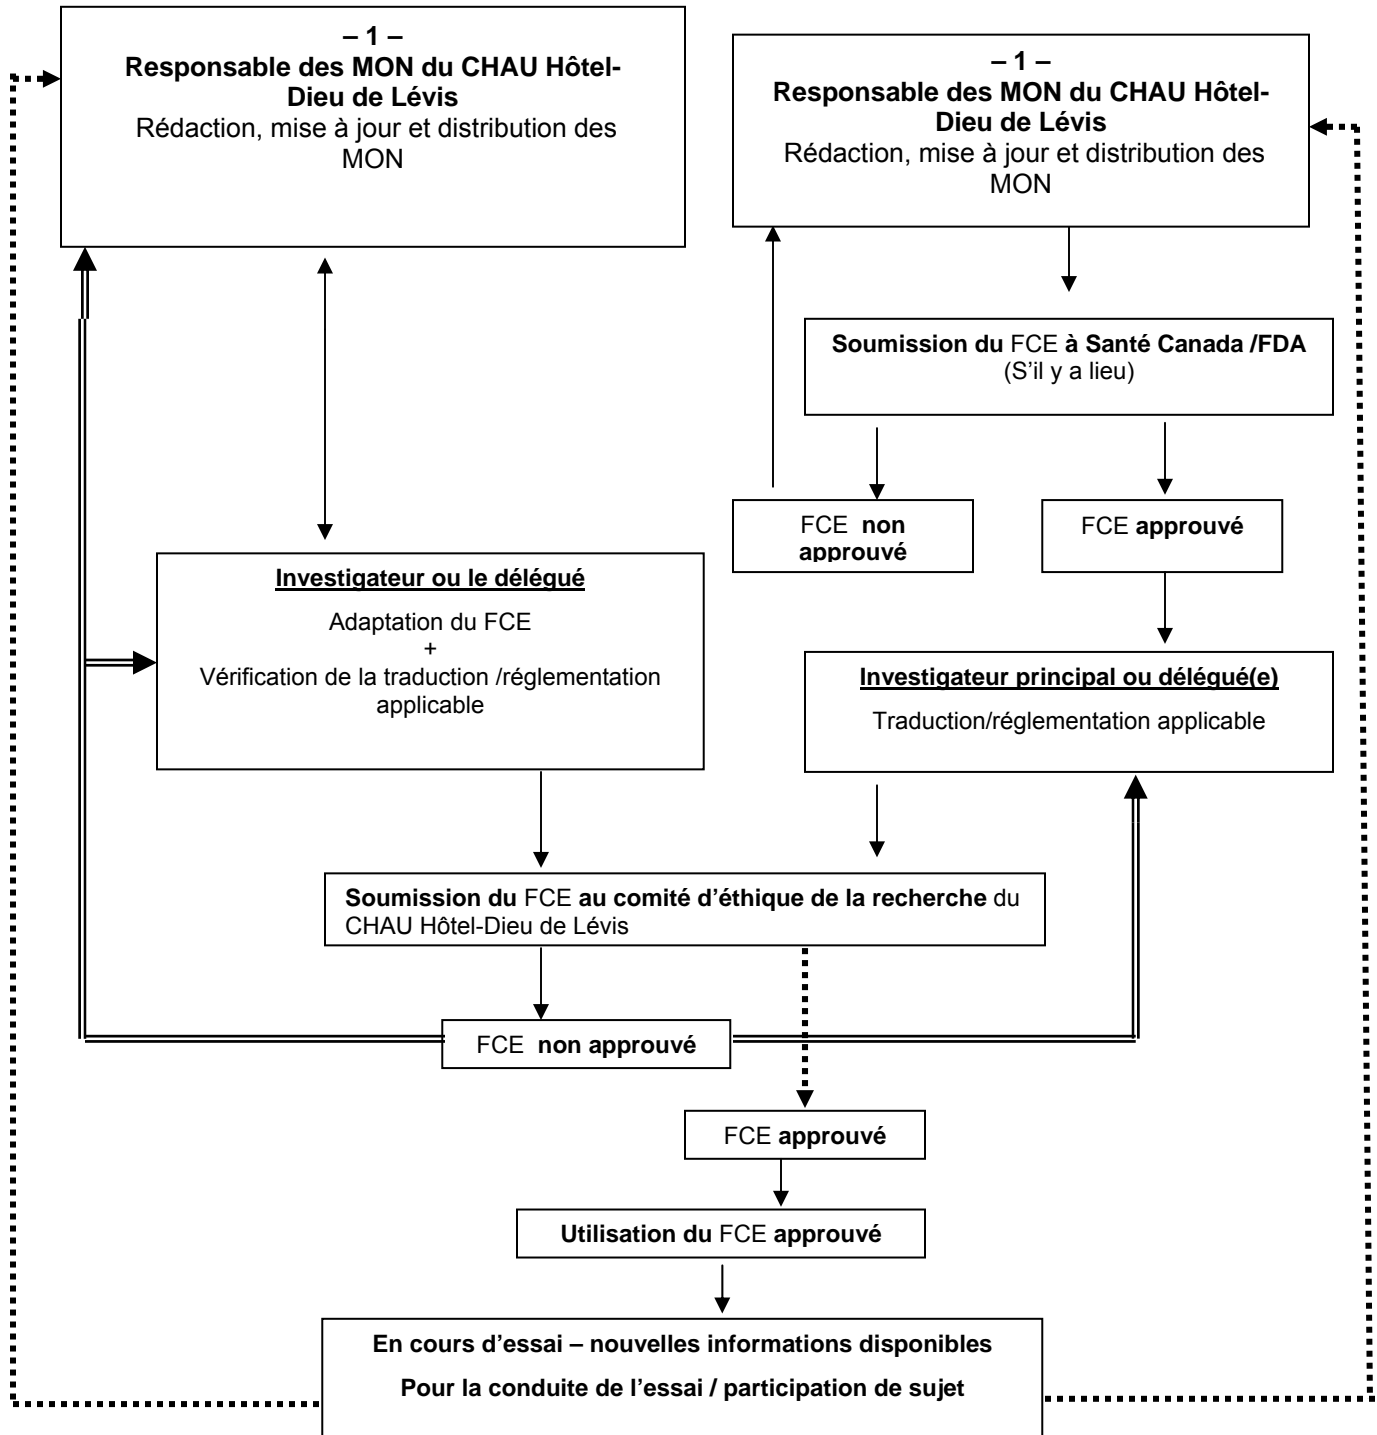 – 1 –
Responsable des MON du CHAU Hôtel-
Dieu de Lévis
Rédaction, mise à jour et distribution des
MON
– 1 –
Responsable des MON du CHAU Hôtel-
Dieu de Lévis
Rédaction, mise à jour et distribution des
MON
Soumission du FCE à Santé Canada /FDA
(S'il y a lieu)
FCE non
approuvé
FCE approuvé
Investigateur ou le délégué
Adaptation du FCE
+
Vérification de la traduction /réglementation
applicable
Investigateur principal ou délégué(e)
Traduction/réglementation applicable
Soumission du FCE au comité d'éthique de la recherche du
CHAU Hôtel-Dieu de Lévis
FCE non approuvé
FCE approuvé
Utilisation du FCE approuvé
En cours d'essai – nouvelles informations disponibles
Pour la conduite de l'essai / participation de sujet